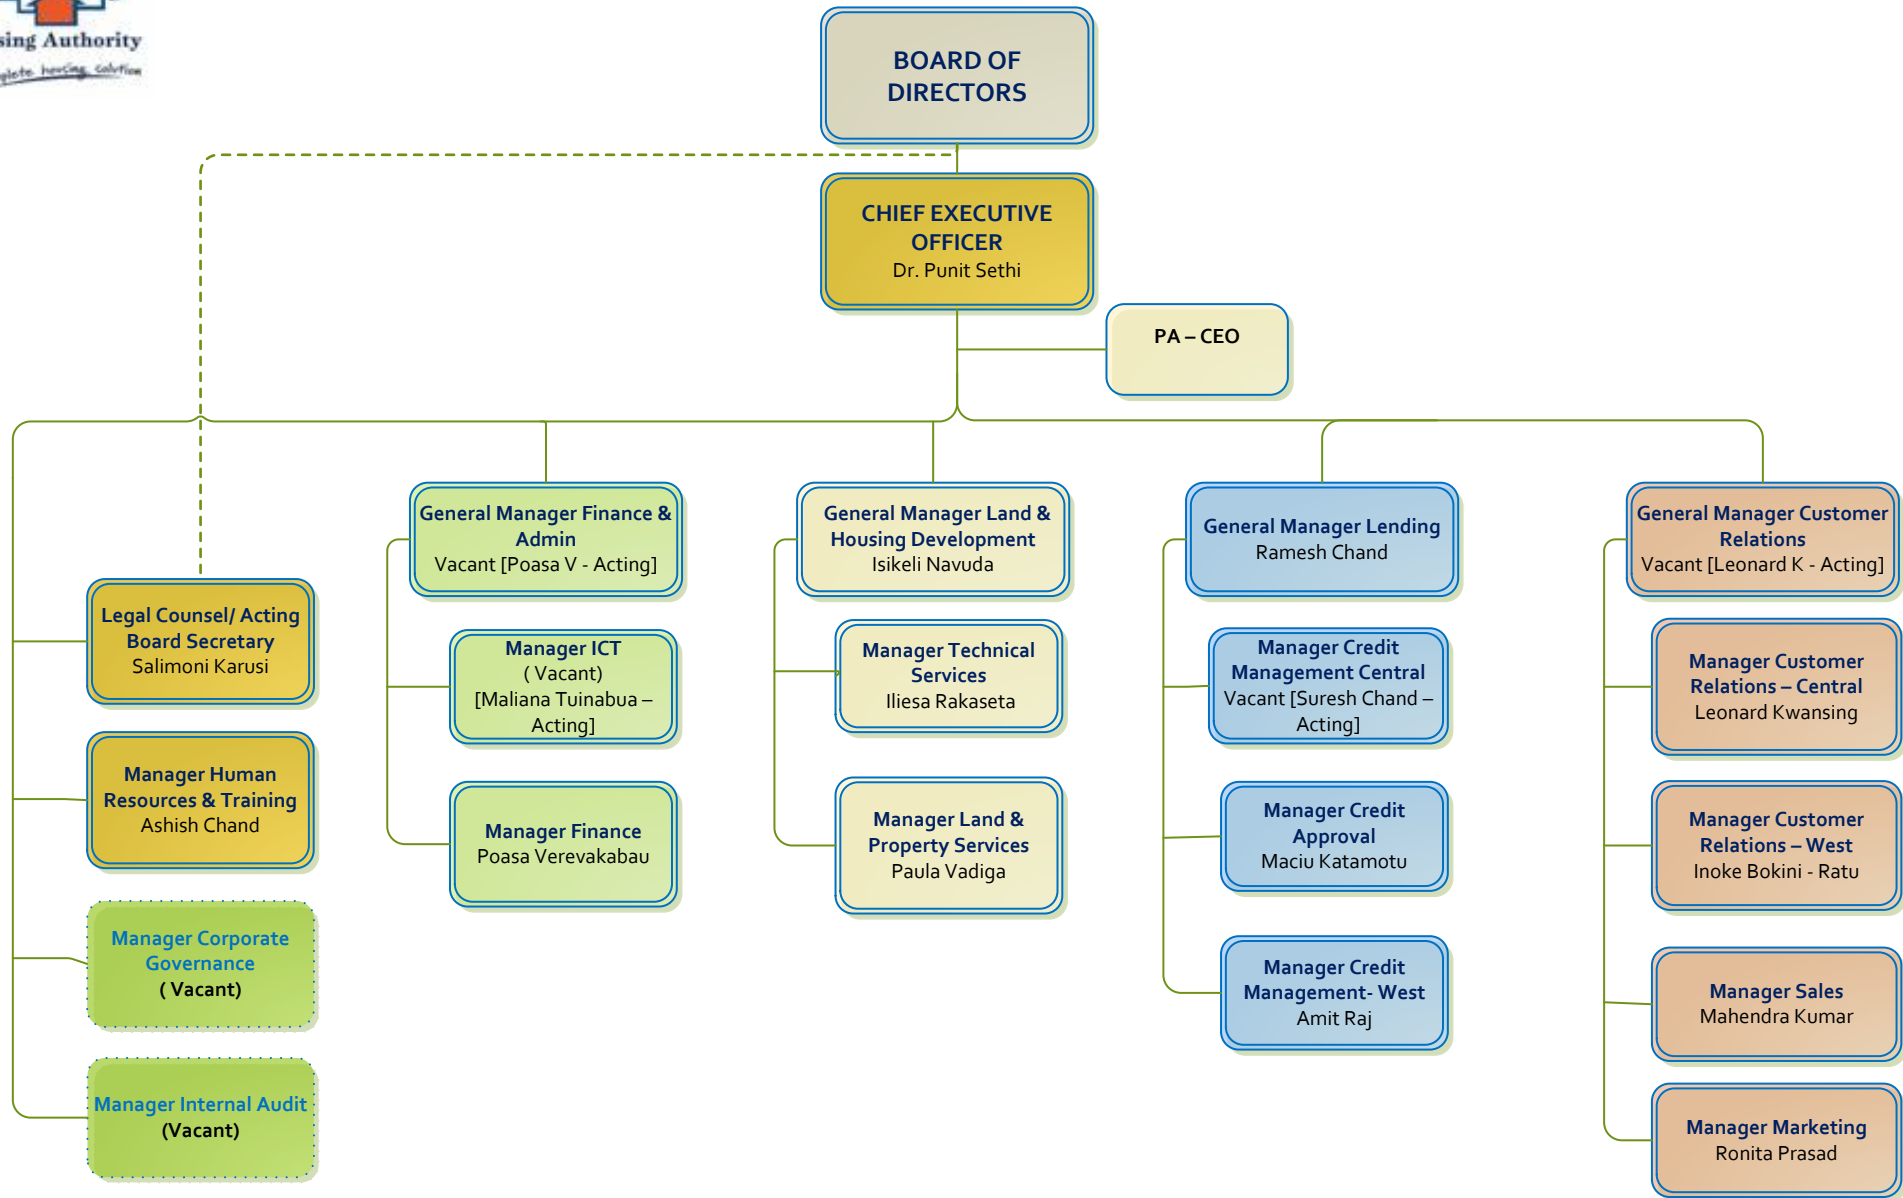 Authority
BOARD OF
DIRECTORS
CHIEF EXECUTIVE
OFFICER
Dr. Punit Sethi
PA – CEO
Legal Counsel/ Acting
Board Secretary
Salimoni Karusi
Manager Human
Resources & Training
Ashish Chand
Manager Corporate
Governance
( Vacant)
Manager Internal Audit
(Vacant)
General Manager Finance &
Admin
Vacant [Poasa V - Acting]
Manager ICT
( Vacant)
[Maliana Tuinabua –
Acting]
Manager Finance
Poasa Verevakabau
General Manager Land &
Housing Development
Isikeli Navuda
Manager Technical
Services
Iliesa Rakaseta
Manager Land &
Property Services
Paula Vadiga
General Manager Lending
Ramesh Chand
Manager Credit
Management Central
Vacant [Suresh Chand –
Acting]
Manager Credit
Approval
Maciu Katamotu
Manager Credit
Management- West
Amit Raj
General Manager Customer
Relations
Vacant [Leonard K - Acting]
Manager Customer
Relations – Central
Leonard Kwansing
Manager Customer
Relations – West
Inoke Bokini - Ratu
Manager Sales
Mahendra Kumar
Manager Marketing
Ronita Prasad